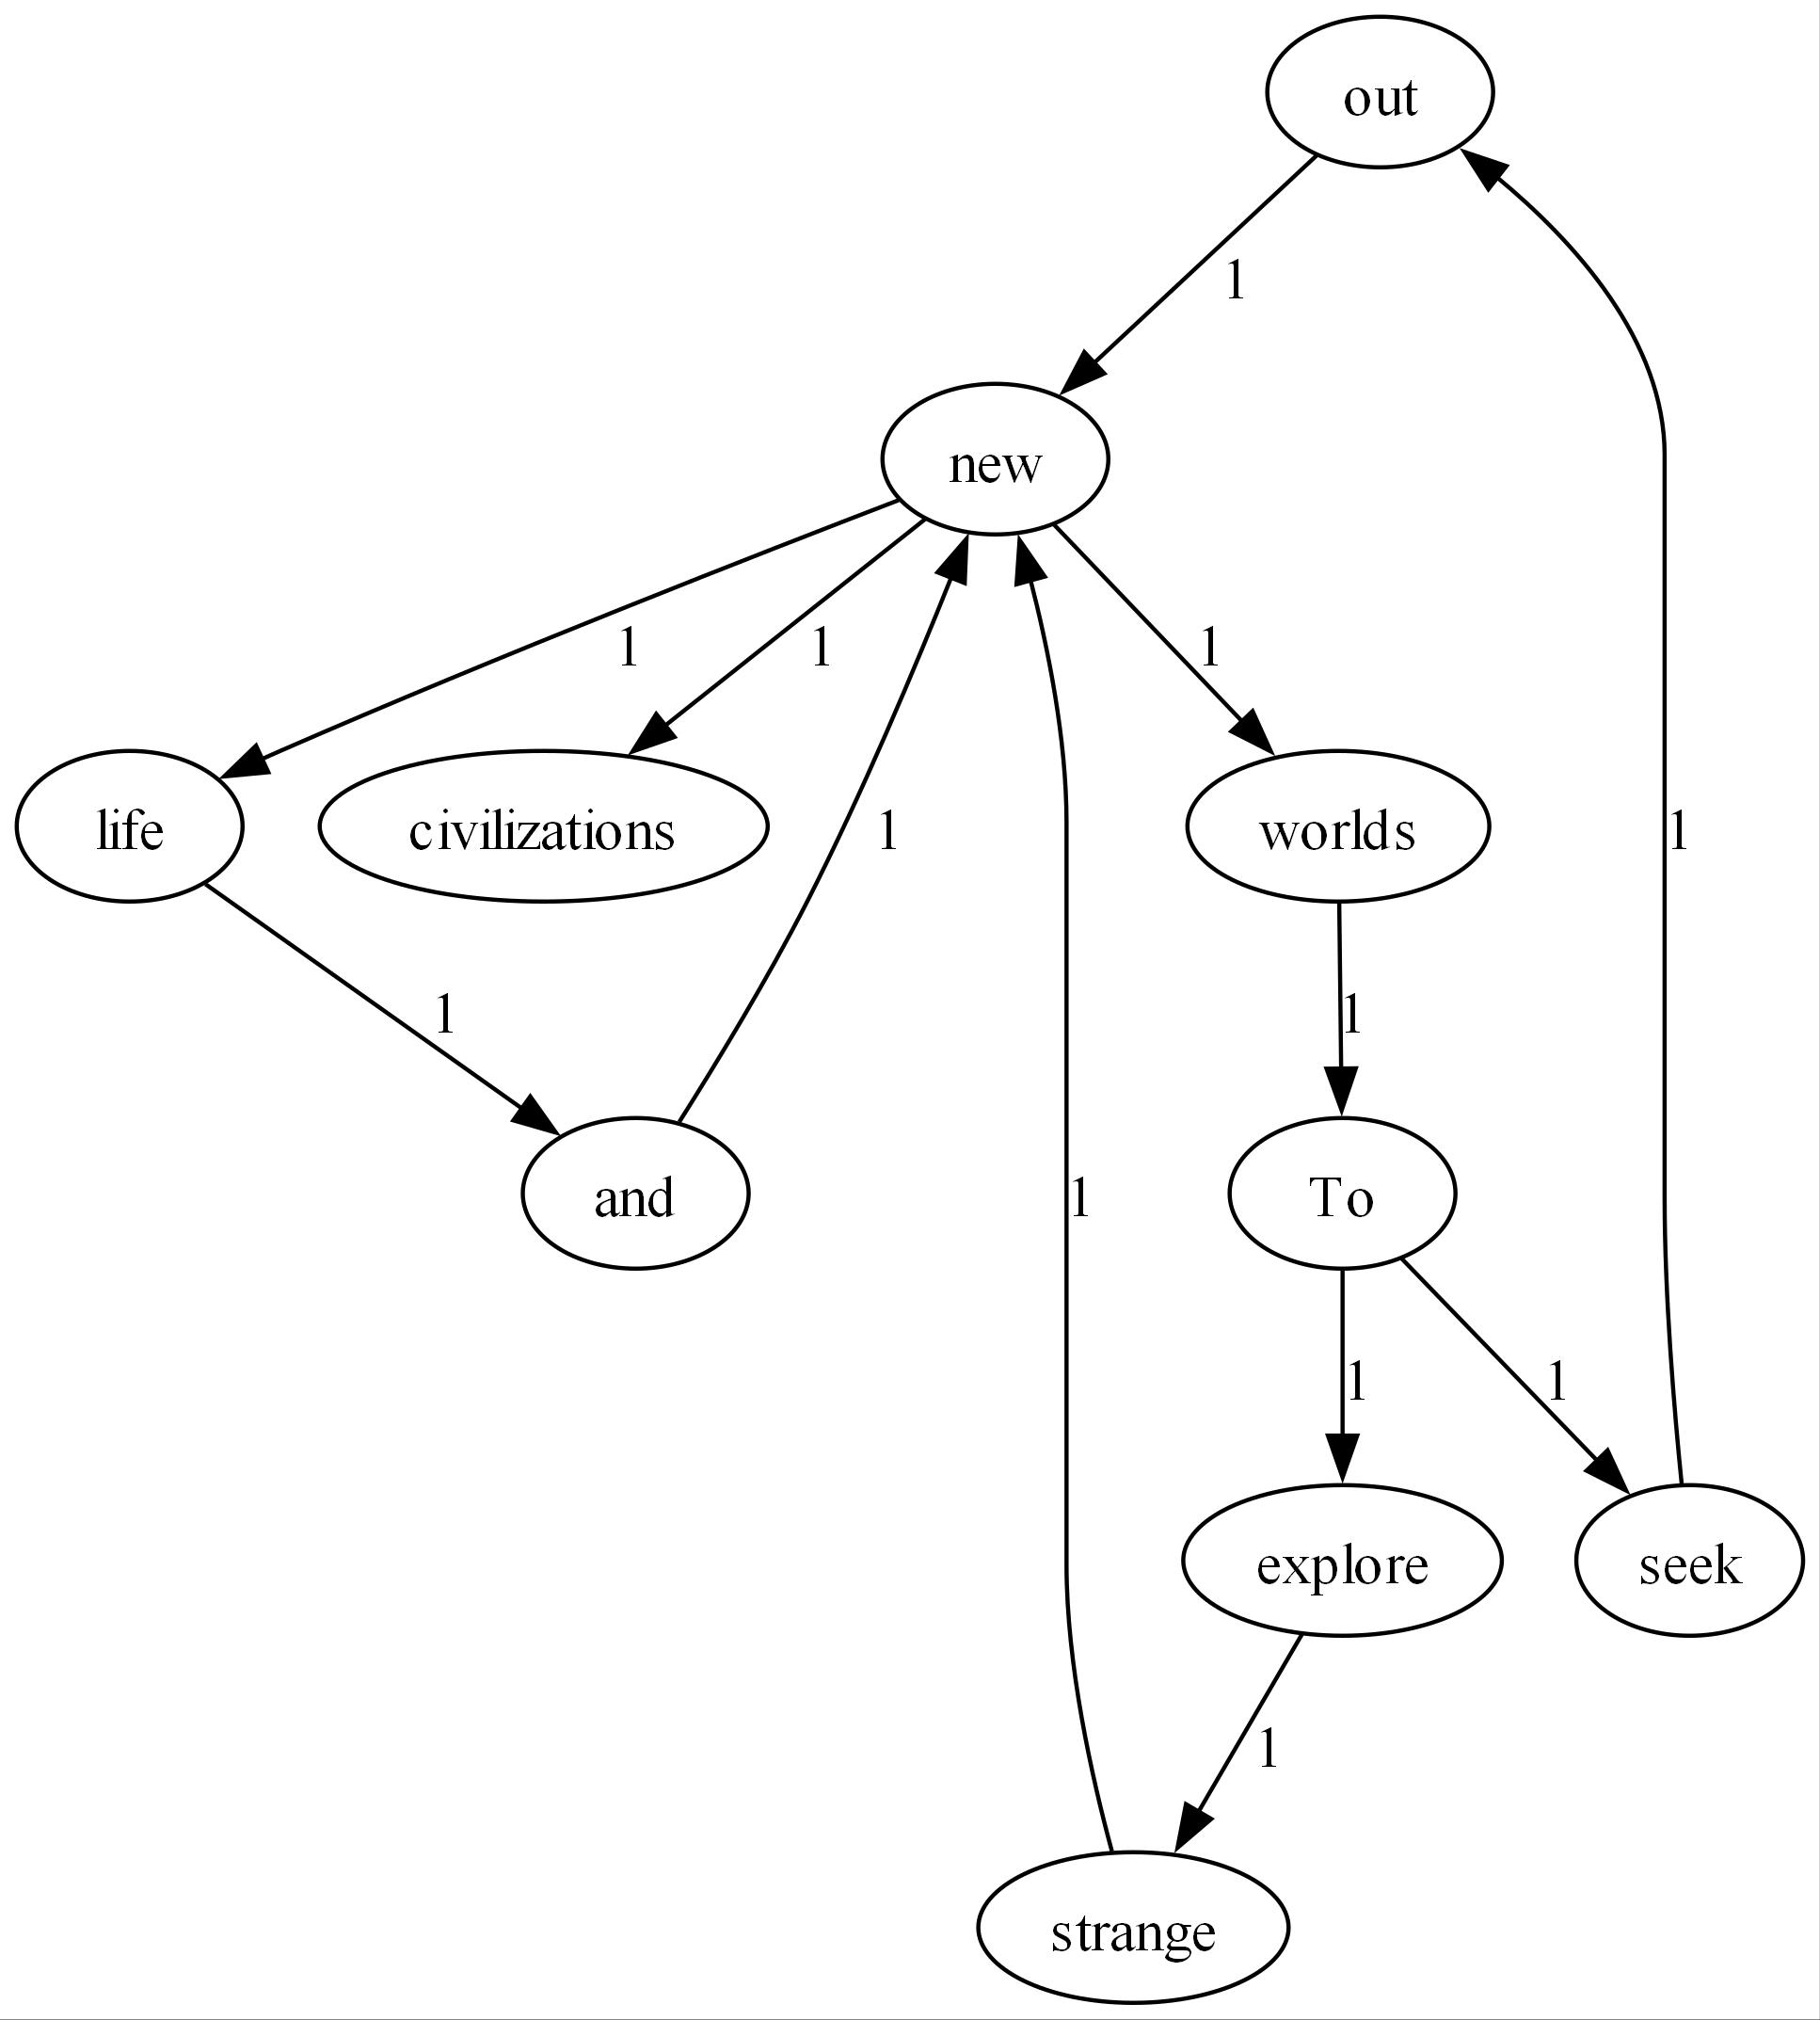 out
1
new
1 1 1
life civilizations worlds
1 1 1 1
and 1 To
1 1
explore seek
1
strange